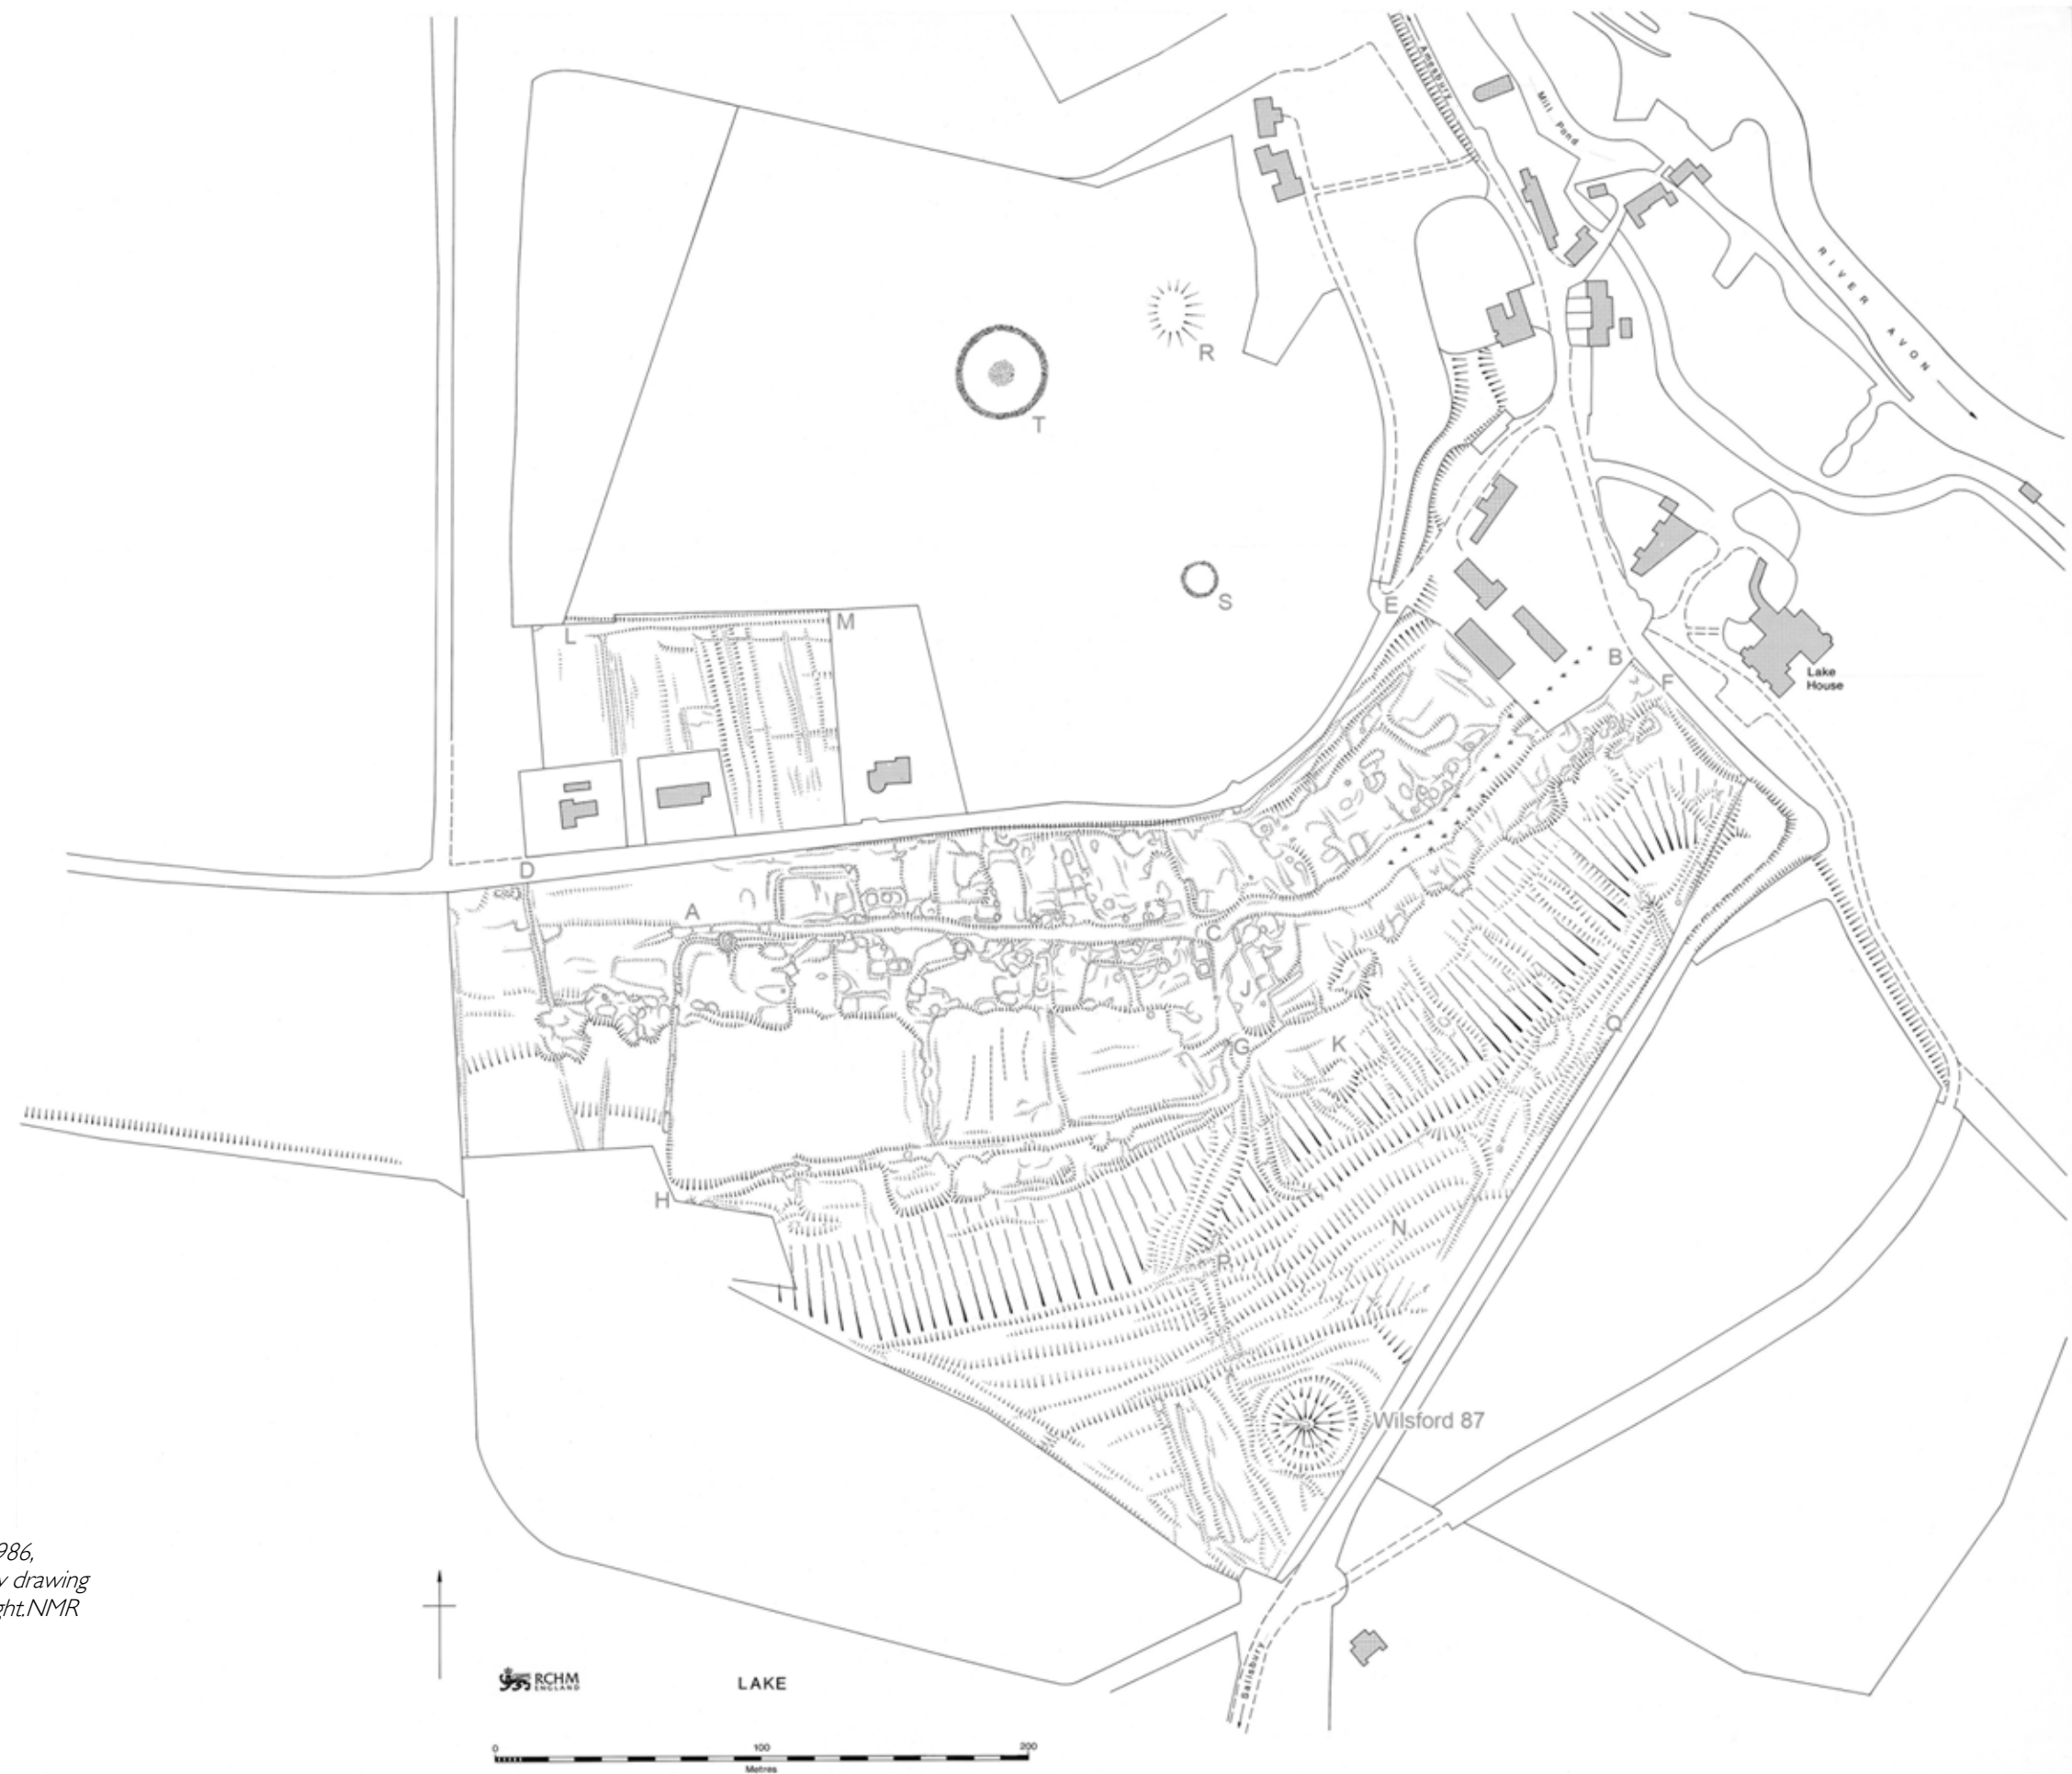 Amesbury
Mill Pond
RIVER AVON
R
T
S
E
L
M
B
F
Lake
House
D
A
C
J
G
K
Q
H
N
P
Wilsford 87
986,
drawing
ght.NMR
RCHM
ENGLAND
LAKE
Salisbury
0 100 200
Metres